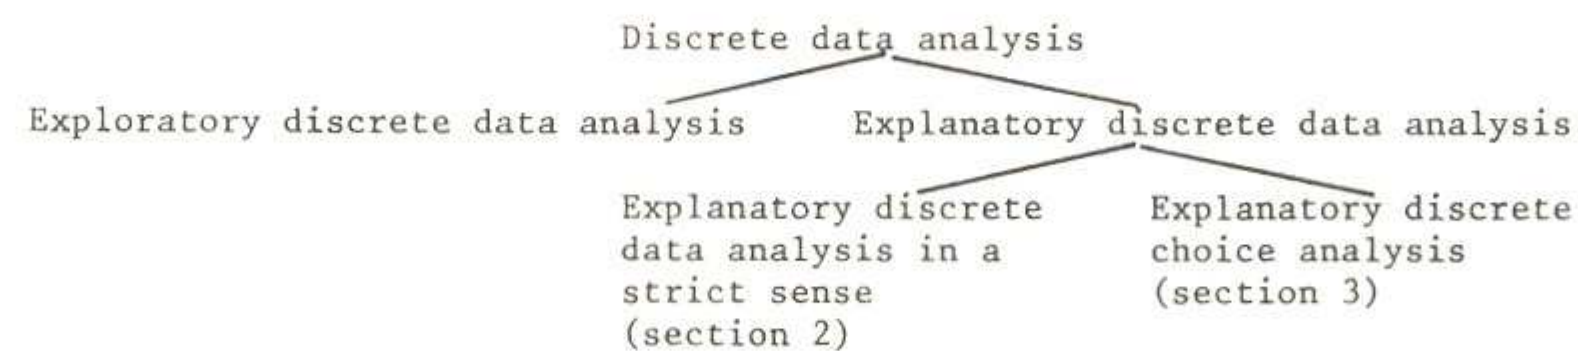 Discrete data analysis
Exploratory discrete data analysis
Explanatory discrete data analysis
Explanatory discrete
data analysis in a
strict sense
(section 2)
Explanatory discrete
choice analysis
(section 3)